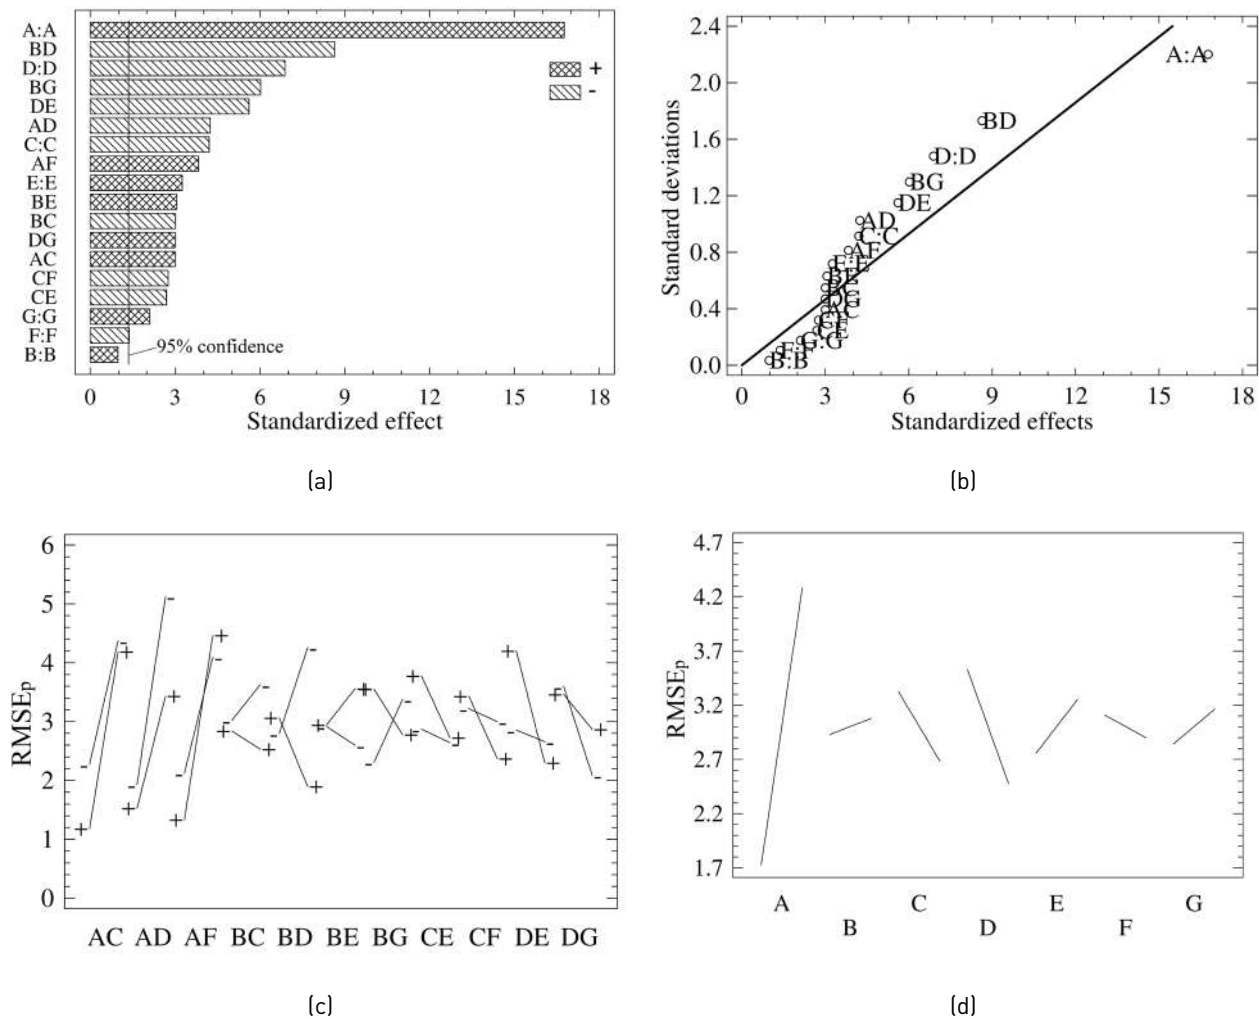 A:A
BD
D:D
BG
DE
AD
C:C
AF
E:E
BE
BC
DG
AC
CF
CE
G:G
F:F
B:B
+
-
95% confidence
0 3 6 9 12 15 18
Standardized effect
(a)
2.4
2.0
1.6
1.2
0.8
0.4
0.0
Standard deviations
A:A
BD
D:D
BG
DE
AD
C:C
AF
E:E
BE
DG
AC
G:G
F:F
B:B
0 3 6 9 12 15 18
Standardized effects
(b)
6
5
4
3
2
1
0
RMSEp
AC AD AF BC BD BE BG CE CF DE DG
(c)
4.7
4.2
3.7
3.2
2.7
2.2
1.7
RMSEp
A B C D E F G
(d)